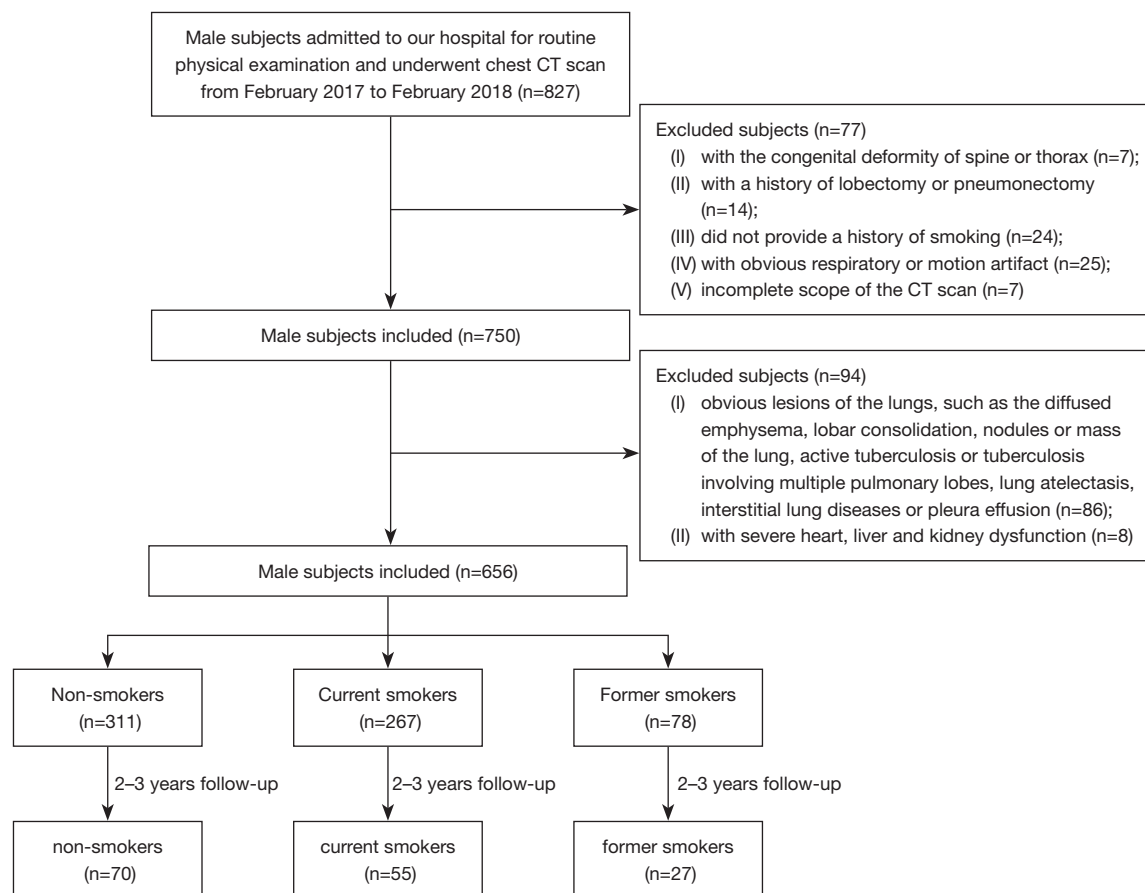 Male subjects admitted to our hospital for routine
physical examination and underwent chest CT scan
from February 2017 to February 2018 (n=827)
Excluded subjects (n=77)
(I) with the congenital deformity of spine or thorax (n=7);
(II) with a history of lobectomy or pneumonectomy
(n=14);
(III) did not provide a history of smoking (n=24);
(IV) with obvious respiratory or motion artifact (n=25);
(V) incomplete scope of the CT scan (n=7)
Male subjects included (n=750)
Excluded subjects (n=94)
(I) obvious lesions of the lungs, such as the diffused
emphysema, lobar consolidation, nodules or mass
of the lung, active tuberculosis or tuberculosis
involving multiple pulmonary lobes, lung atelectasis,
interstitial lung diseases or pleura effusion (n=86);
(II) with severe heart, liver and kidney dysfunction (n=8)
Male subjects included (n=656)
Non-smokers
(n=311)
Current smokers
(n=267)
Former smokers
(n=78)
2–3 years follow-up
2–3 years follow-up
2–3 years follow-up
non-smokers
(n=70)
current smokers
(n=55)
former smokers
(n=27)